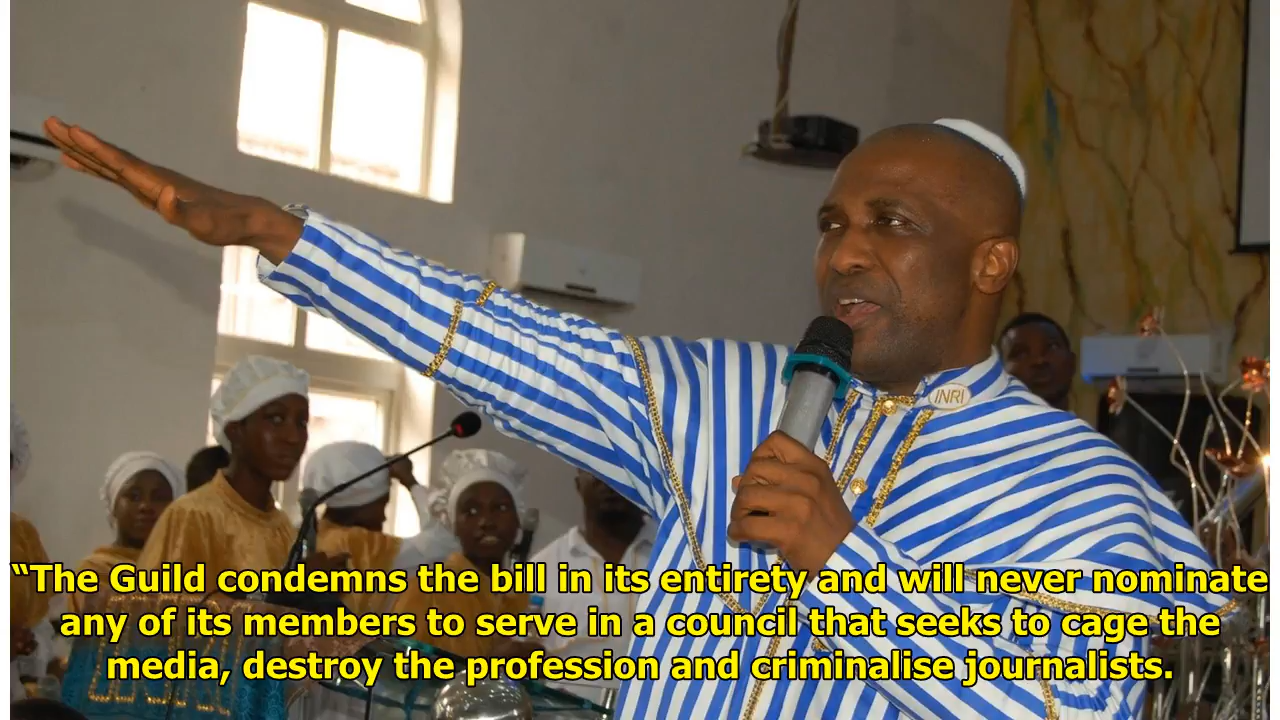 INRI
“The Guild condemns the bill in its entirety and will never nominate
any of its members to serve in a council that seeks to cage the
media, destroy the profession and criminalise journalists.